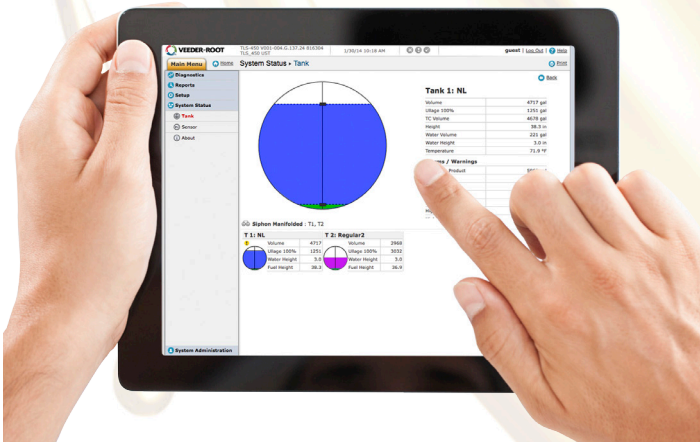 VEEDER-ROOT
TLS-450 V001-004.G.137.24 816304
TLS_450 UST
1/30/14 10:18 AM
guest | Log Out | Help
Main Menu
Home
System Status ▸ Tank
Print
Diagnostics
Reports
Setup
System Status
Tank
Sensor
About
Back
Tank 1: NL
Volume 4717 gal
Ullage 100% 1251 gal
TC Volume 4678 gal
Height 38.3 in
Water Volume 221 gal
Water Height 3.0 in
Temperature 71.9 °F
/ Warnings
Product
Siphon Manifolded : T1, T2
T 1: NL
Volume 4717
Ullage 100% 1251
Water Height 3.0
Fuel Height 38.3
T 2: Regular2
Volume 2966
Ullage 100% 3032
Water Height 3.0
Fuel Height 36.9
System Administration